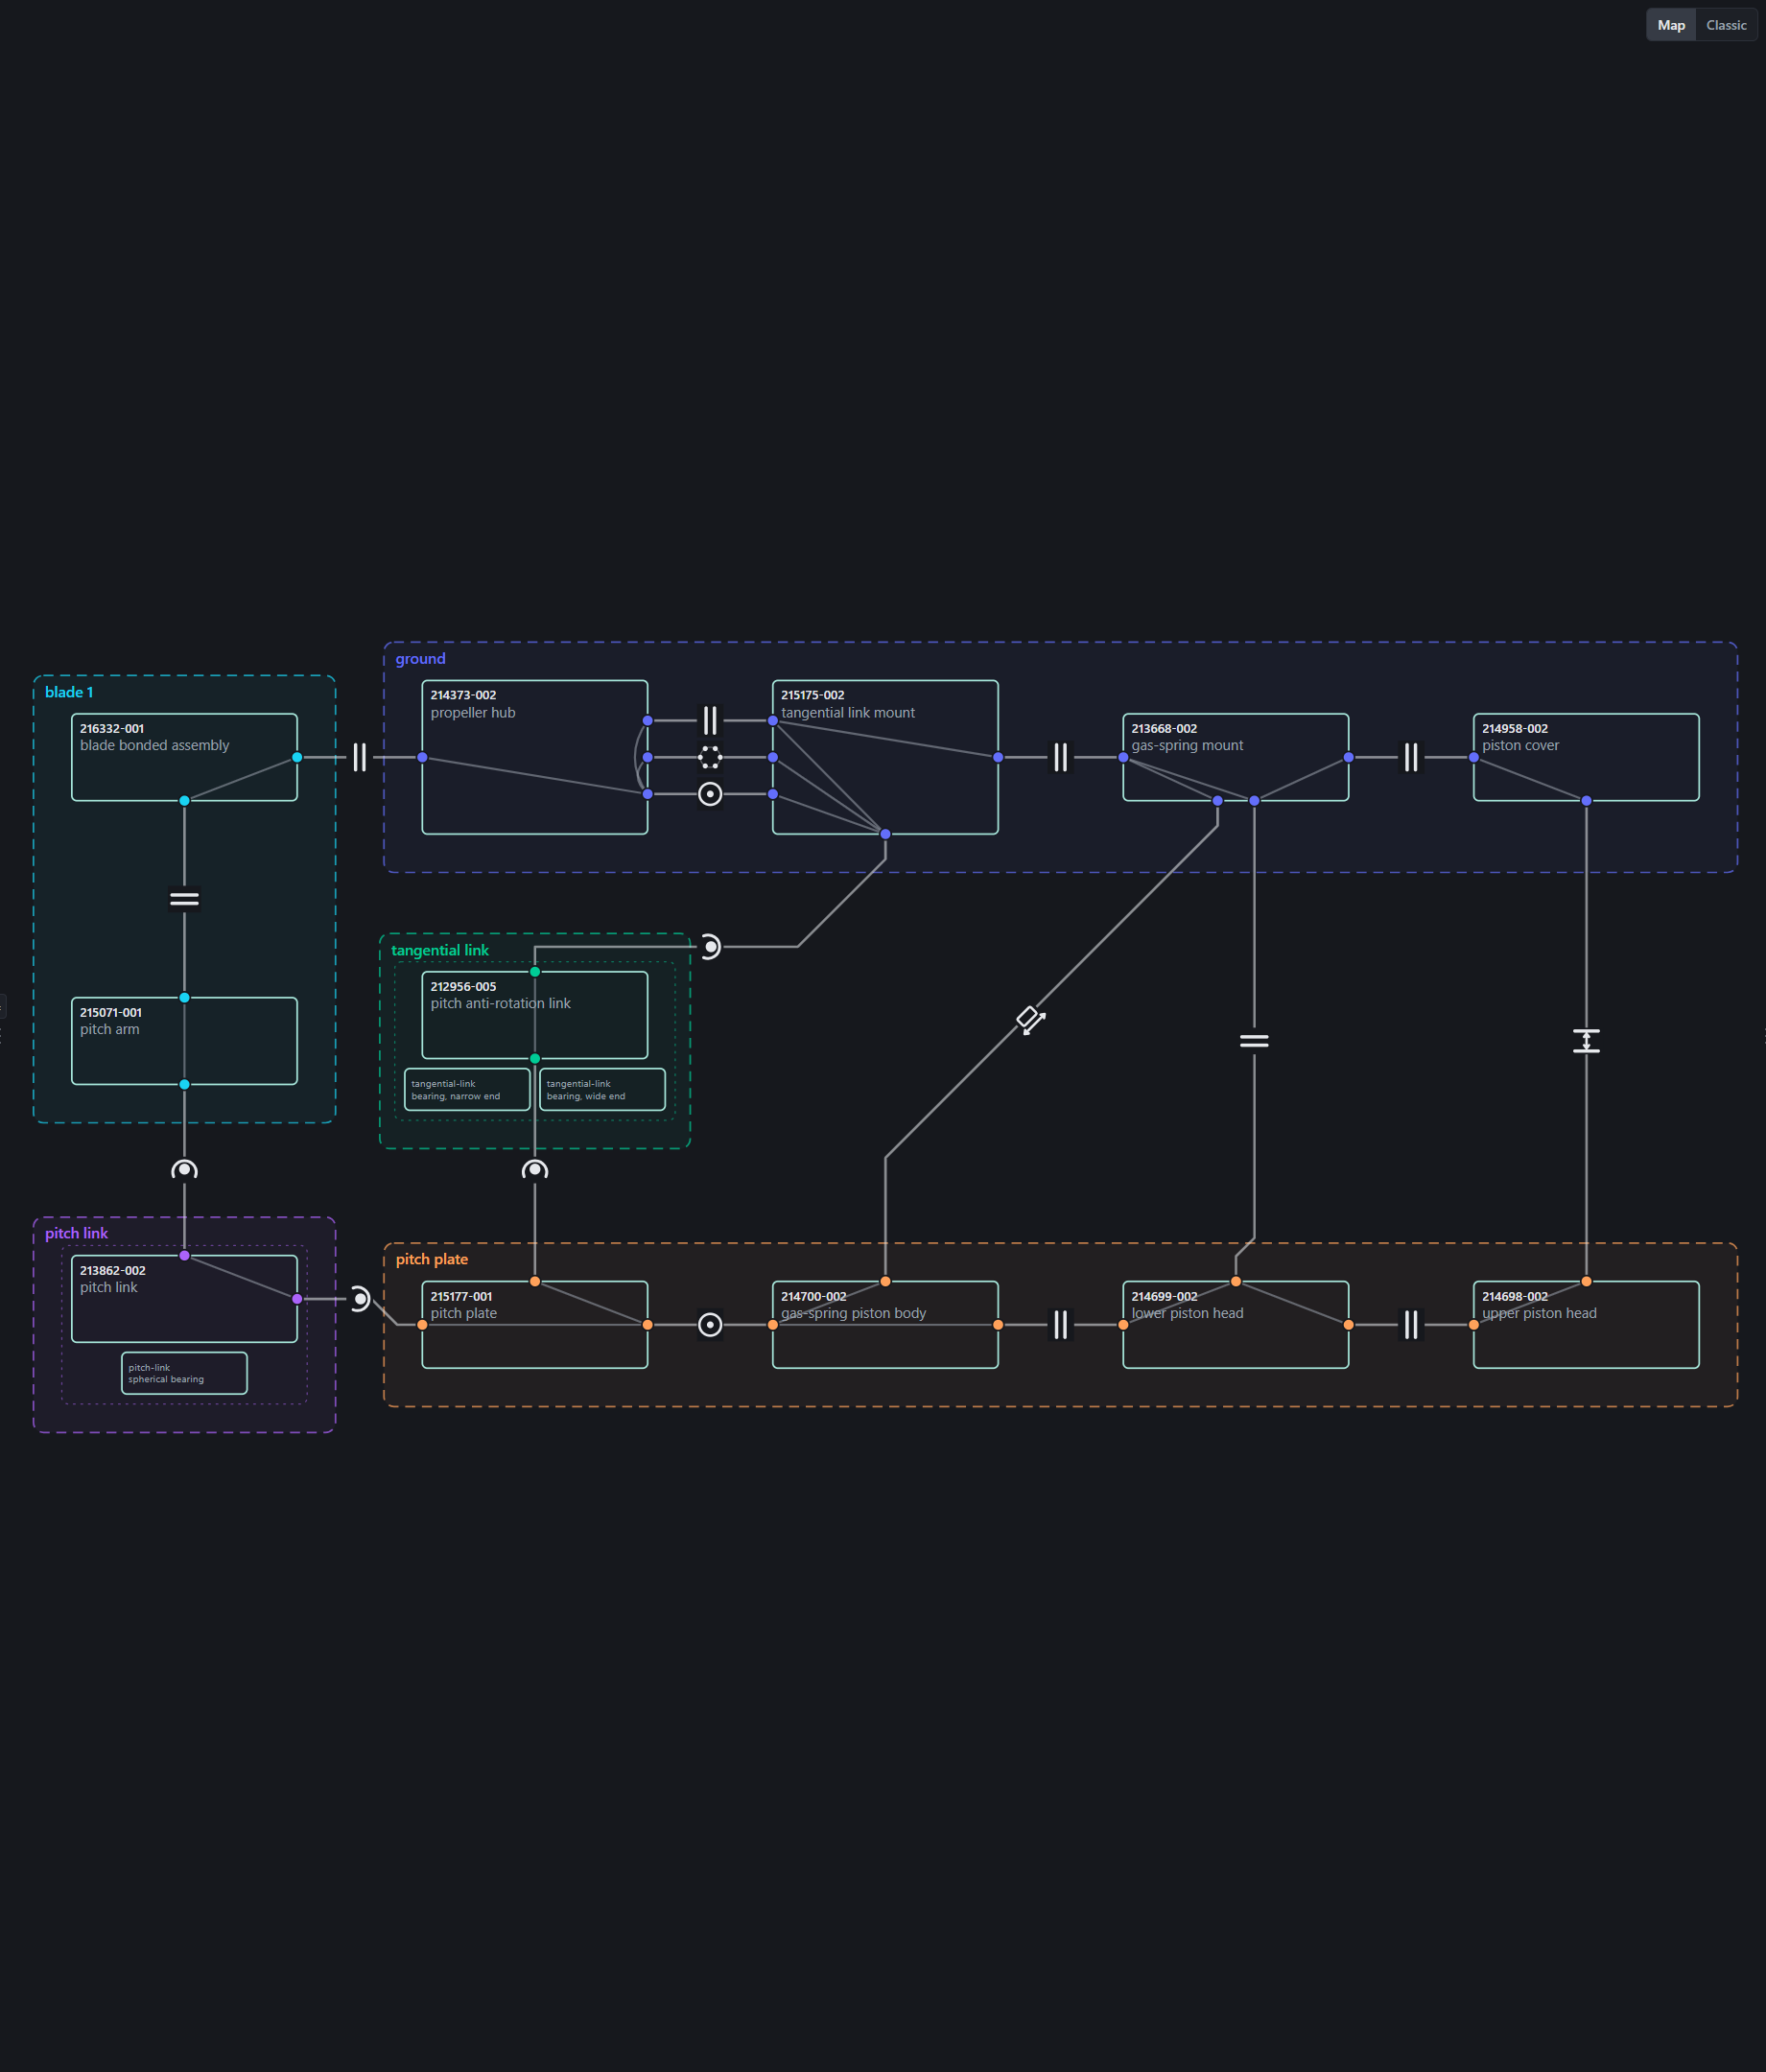 Map
Classic
ground
blade 1
214373-002
propeller hub
215175-002
tangential link mount
216332-001
blade bonded assembly
213668-002
gas-spring mount
214958-002
piston cover
tangential link
212956-005
pitch anti-rotation link
215071-001
pitch arm
tangential-link
bearing, narrow end
tangential-link
bearing, wide end
pitch link
213862-002
pitch link
pitch-link
spherical bearing
pitch plate
215177-001
pitch plate
214700-002
gas-spring piston body
214699-002
lower piston head
214698-002
upper piston head